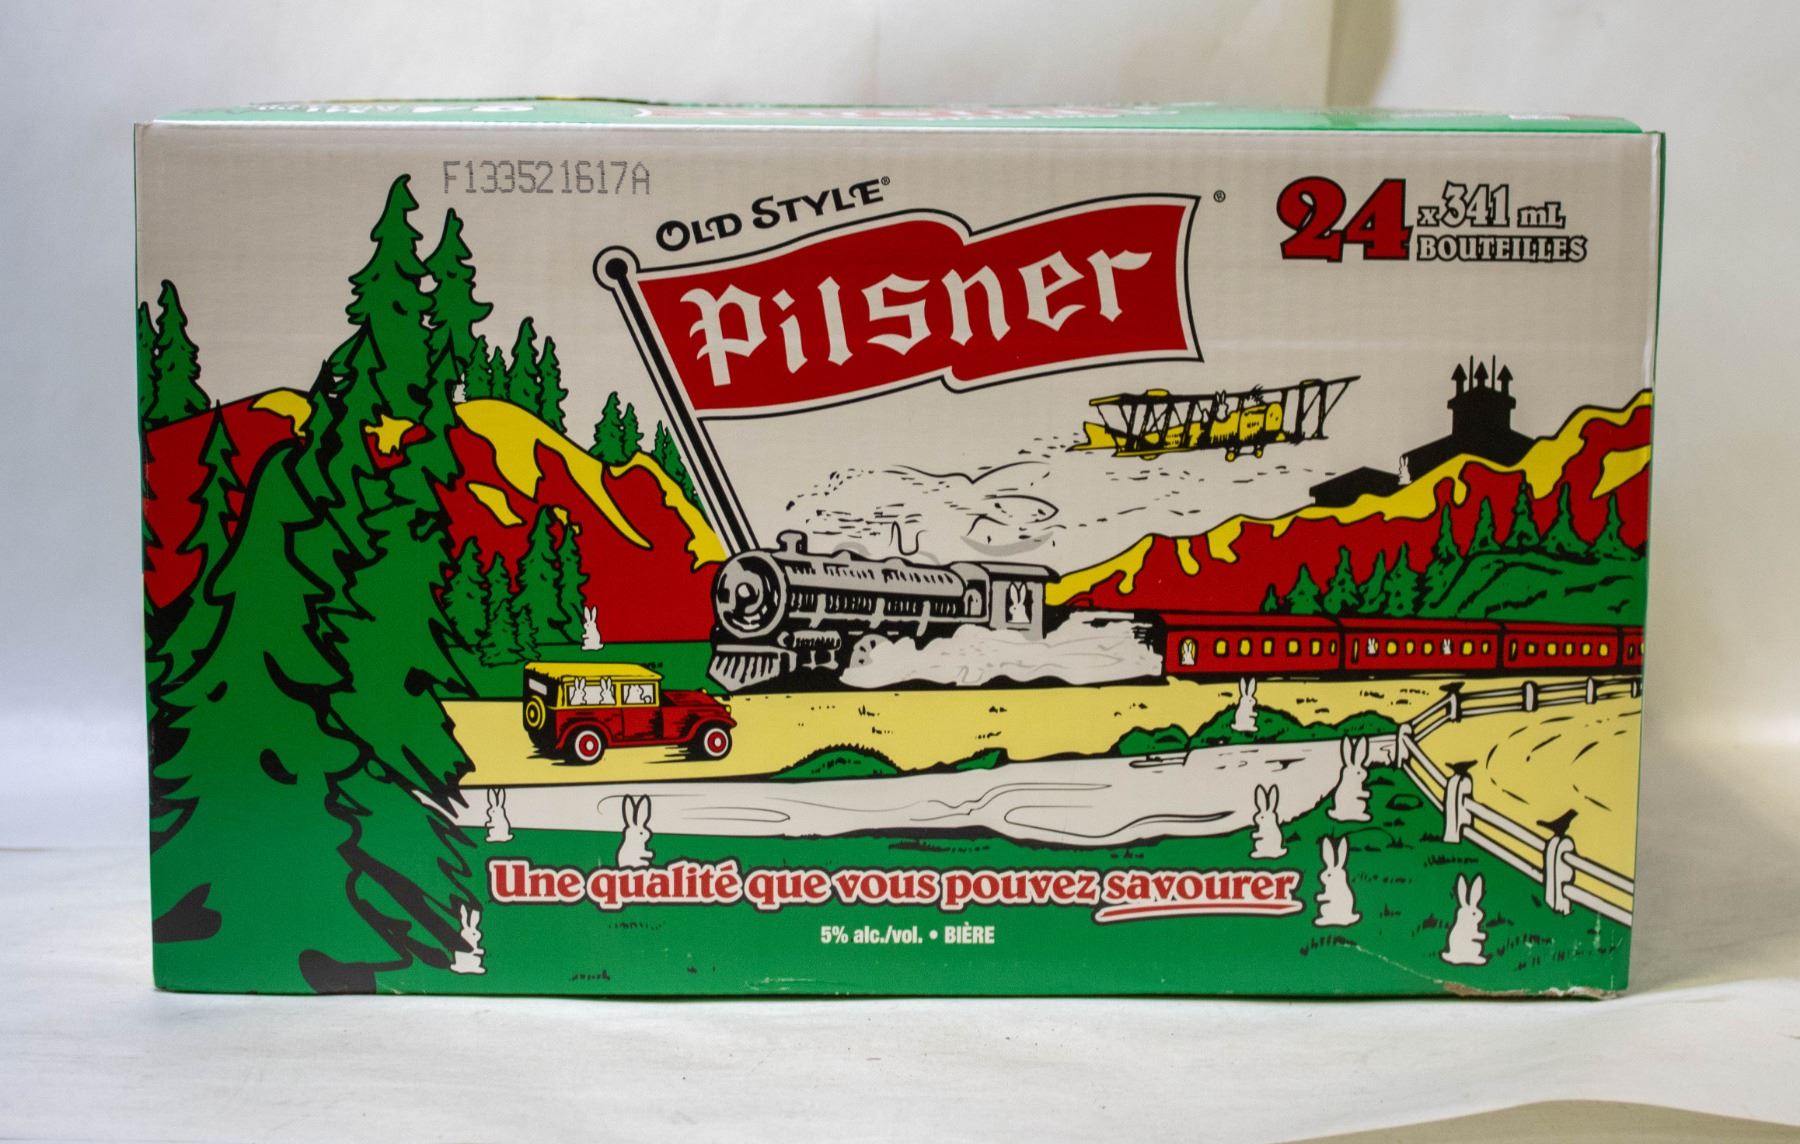 F133521617A
OLD STYLE®
Pilsner ®
24 x 341 mL
BOUTEILLES
Une qualité que vous pouvez savourer
5% alc./vol. • BIÈRE